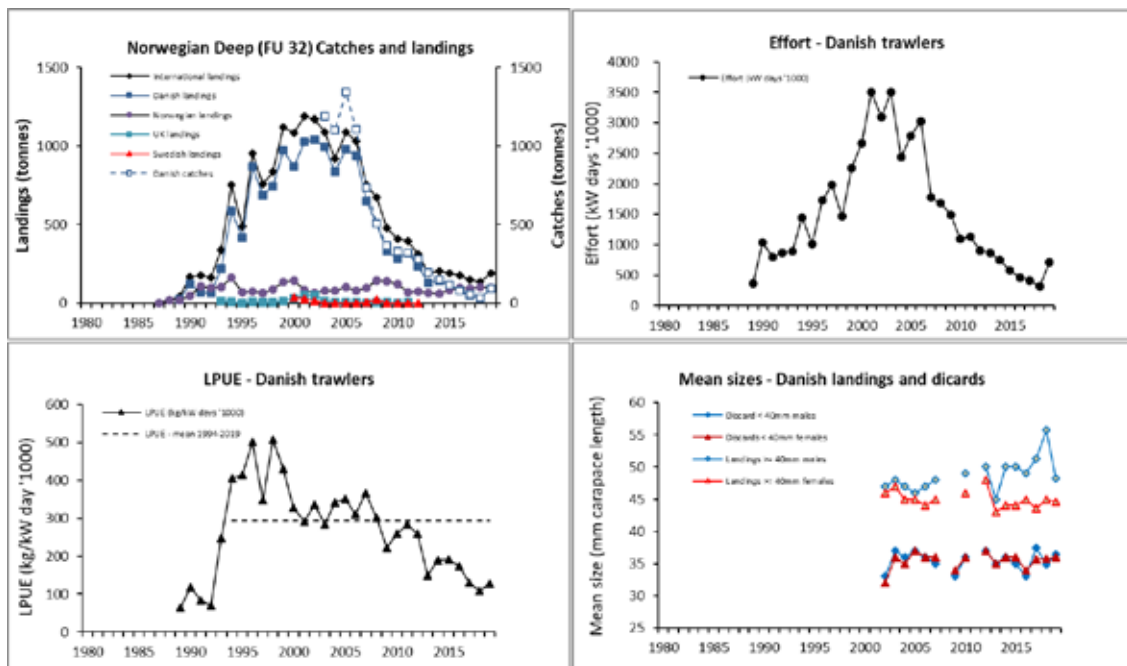 Norwegian Deep (FU 32) Catches and landings
1500
1000
500
0
1500
1000
500
0
Landings (tonnes)
Catches (tonnes)
International landings
Danish landings
Norwegian landings
UK landings
Swedish landings
Danish catches
1980 1985 1990 1995 2000 2005 2010 2015
Effort - Danish trawlers
4000
3500
3000
2500
2000
1500
1000
500
0
Effort (kW days '1000)
Effort (kW days '1000)
1980 1985 1990 1995 2000 2005 2010 2015
LPUE - Danish trawlers
600
500
400
300
200
100
0
LPUE (kg/kW day '1000)
LPUE (kg/kW days '1000)
LPUE - mean 1994-2019
1980 1985 1990 1995 2000 2005 2010 2015
Mean sizes - Danish landings and dicards
60
55
50
45
40
35
30
25
Mean size (mm carapace length)
Discard < 40mm males
Discards < 40mm females
Landings >= 40mm males
Landings >= 40mm females
1980 1985 1990 1995 2000 2005 2010 2015